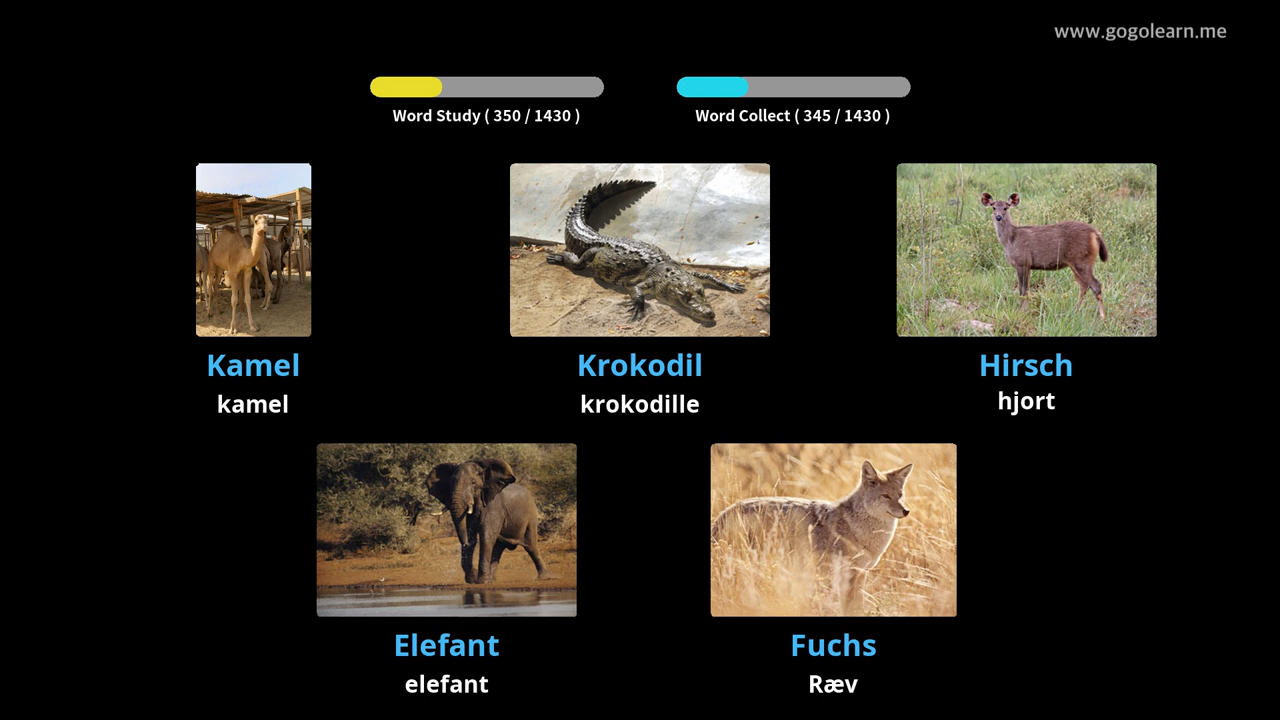 www.gogolearn.me
Word Study ( 350 / 1430 )
Word Collect ( 345 / 1430 )
Kamel
kamel
Krokodil
krokodille
Hirsch
hjort
Elefant
elefant
Fuchs
Ræv